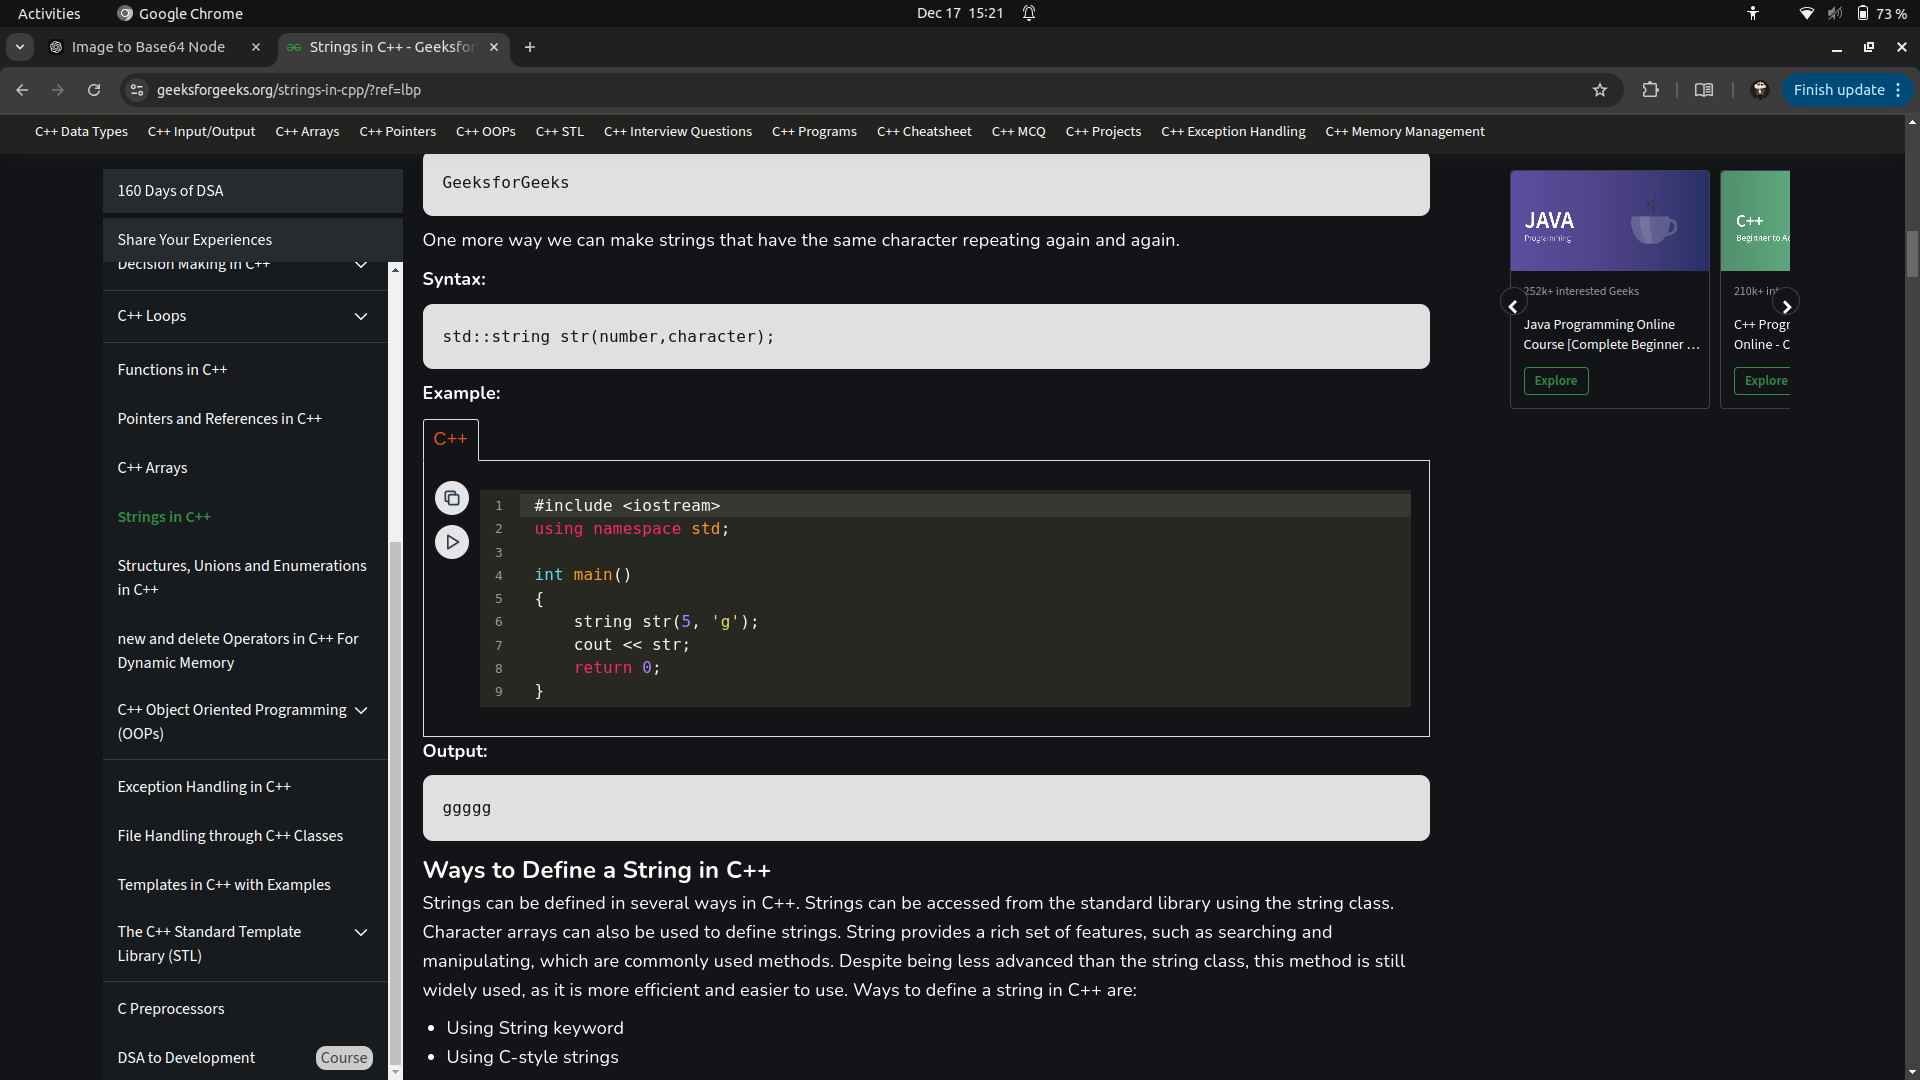 Activities Google Chrome Dec 17 15:21 73 %
Image to Base64 Node Strings in C++ - Geeksfor
geeksforgeeks.org/strings-in-cpp/?ref=lbp Finish update
C++ Data Types C++ Input/Output C++ Arrays C++ Pointers C++ OOPs C++ STL C++ Interview Questions C++ Programs C++ Cheatsheet C++ MCQ C++ Projects C++ Exception Handling C++ Memory Management
160 Days of DSA
Share Your Experiences
Decision Making in C++
C++ Loops
Functions in C++
Pointers and References in C++
C++ Arrays
Strings in C++
Structures, Unions and Enumerations
in C++
new and delete Operators in C++ For
Dynamic Memory
C++ Object Oriented Programming
(OOPs)
Exception Handling in C++
File Handling through C++ Classes
Templates in C++ with Examples
The C++ Standard Template
Library (STL)
C Preprocessors
DSA to Development Course
GeeksforGeeks
One more way we can make strings that have the same character repeating again and again.
Syntax:
std::string str(number,character);
Example:
C++
1 #include <iostream>
2 using namespace std;
3
4 int main()
5 {
6     string str(5, 'g');
7     cout << str;
8     return 0;
9 }
Output:
ggggg
Ways to Define a String in C++
Strings can be defined in several ways in C++. Strings can be accessed from the standard library using the string class.
Character arrays can also be used to define strings. String provides a rich set of features, such as searching and
manipulating, which are commonly used methods. Despite being less advanced than the string class, this method is still
widely used, as it is more efficient and easier to use. Ways to define a string in C++ are:
• Using String keyword
• Using C-style strings
JAVA
Programming
252k+ interested Geeks
Java Programming Online
Course [Complete Beginner ...
Explore
C++
Beginner to Ad
210k+ int
C++ Progr
Online - C
Explore